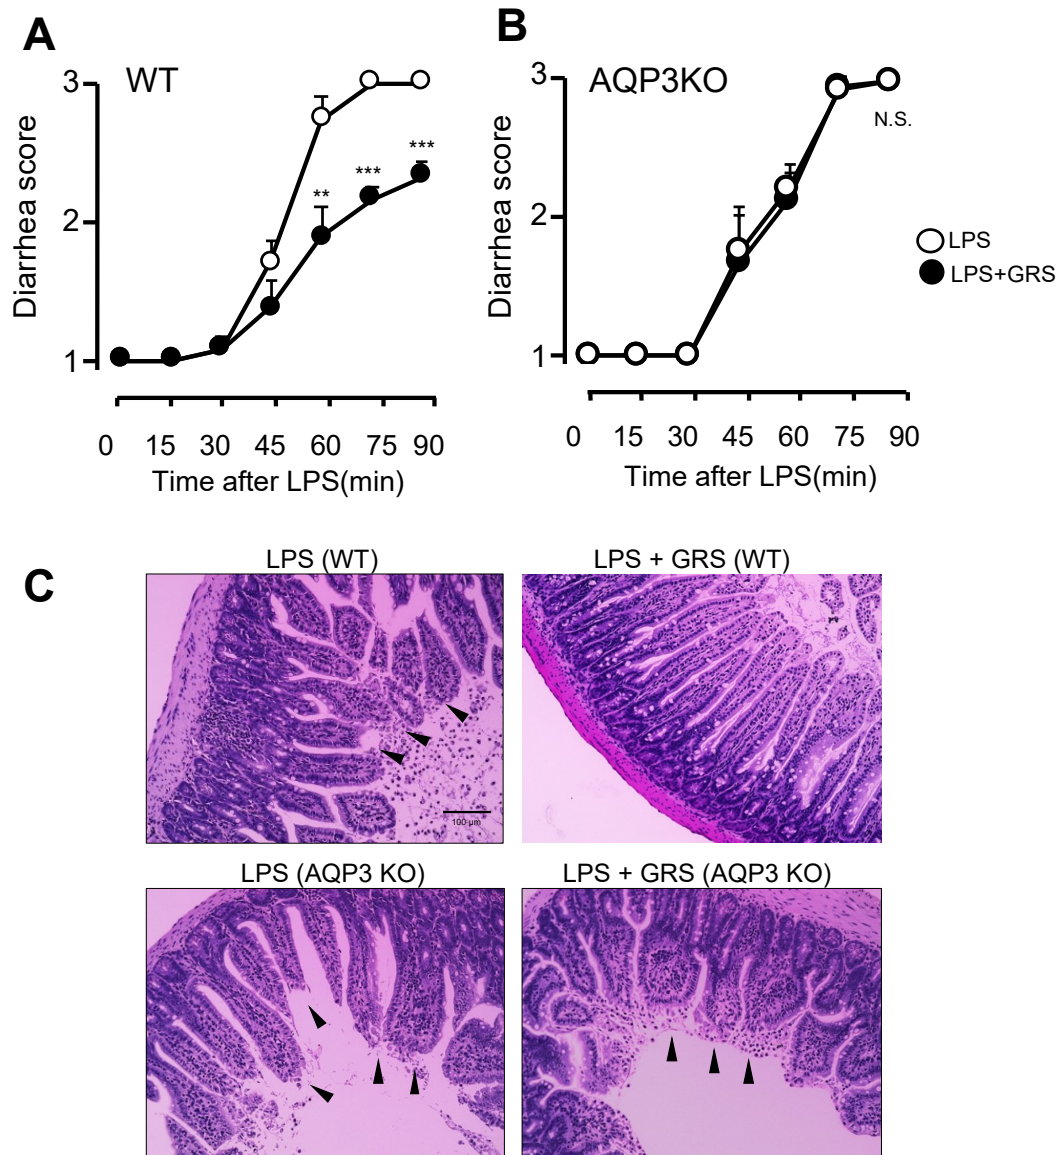 A
B
WT
AQP3KO
Diarrhea score
3
2
1
**
***
***
0 15 30 45 60 75 90
Time after LPS(min)
Diarrhea score
3
2
1
N.S.
0 15 30 45 60 75 90
Time after LPS(min)
LPS
LPS+GRS
C
LPS (WT)
LPS + GRS (WT)
100 μm
LPS (AQP3 KO)
LPS + GRS (AQP3 KO)